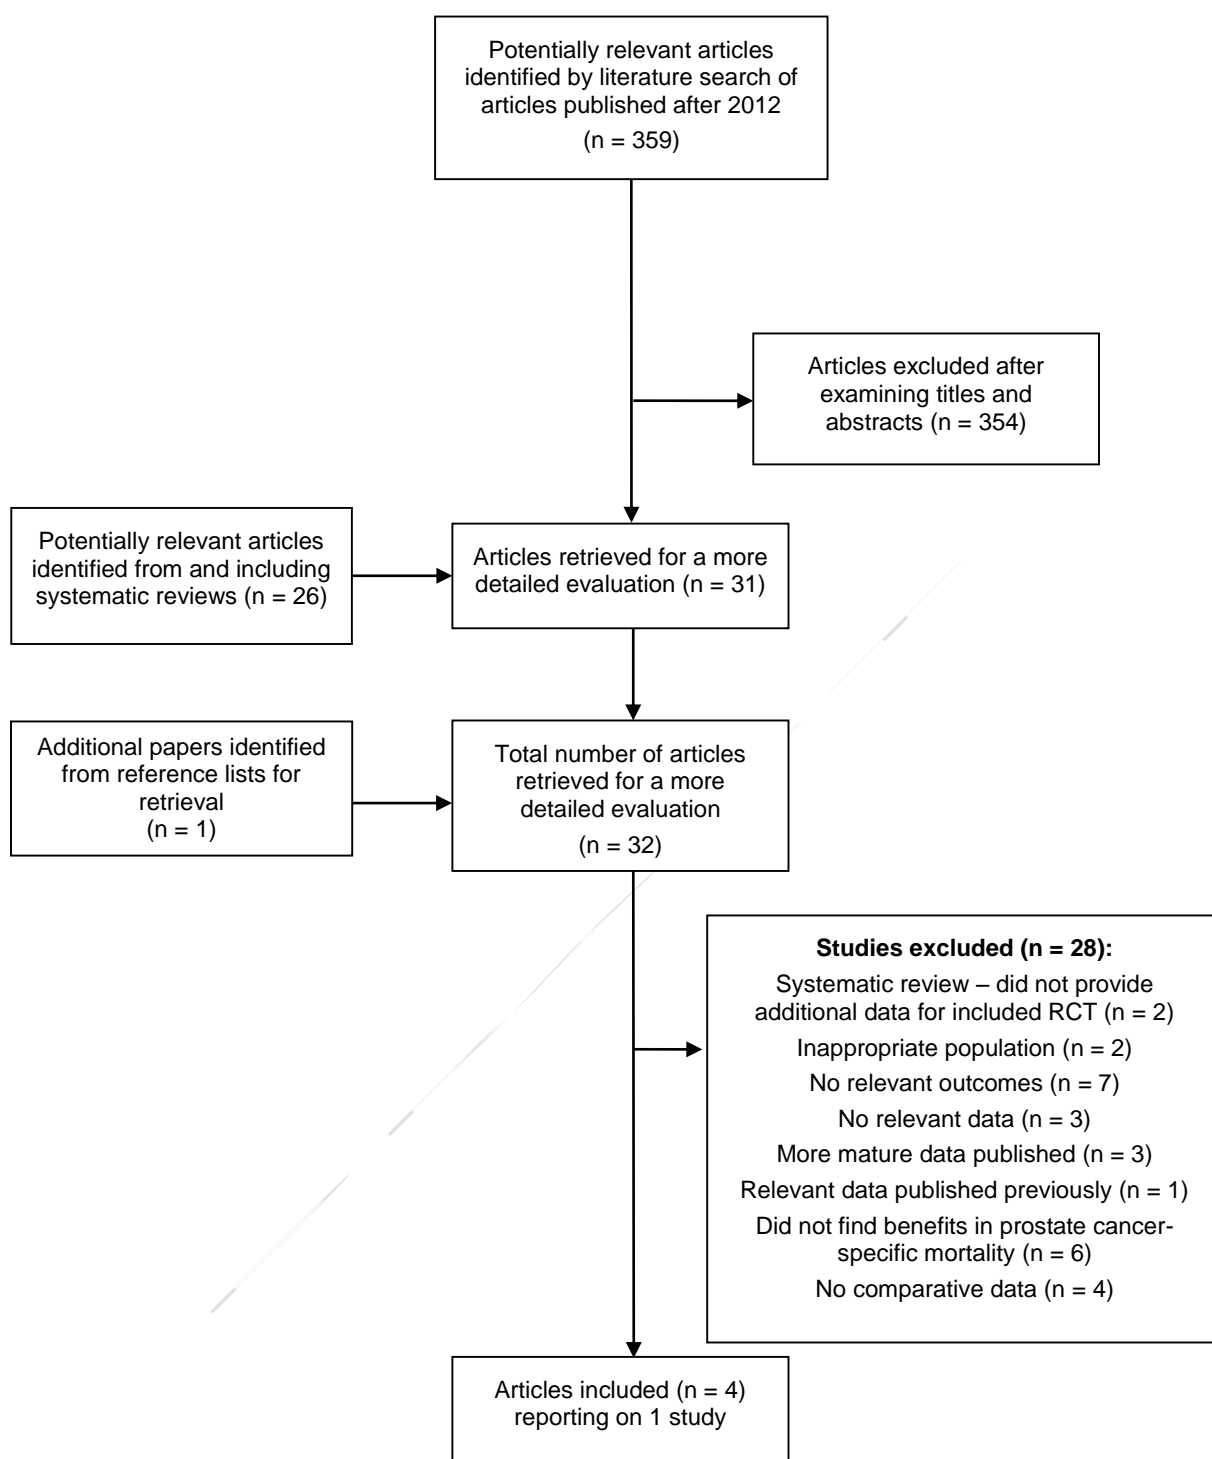 Potentially relevant articles
identified by literature search of
articles published after 2012
(n = 359)
Articles excluded after
examining titles and
abstracts (n = 354)
Potentially relevant articles
identified from and including
systematic reviews (n = 26)
Articles retrieved for a more
detailed evaluation (n = 31)
Additional papers identified
from reference lists for
retrieval
(n = 1)
Total number of articles
retrieved for a more
detailed evaluation
(n = 32)
Studies excluded (n = 28):
Systematic review – did not provide
additional data for included RCT (n = 2)
Inappropriate population (n = 2)
No relevant outcomes (n = 7)
No relevant data (n = 3)
More mature data published (n = 3)
Relevant data published previously (n = 1)
Did not find benefits in prostate cancer-
specific mortality (n = 6)
No comparative data (n = 4)
Articles included (n = 4)
reporting on 1 study